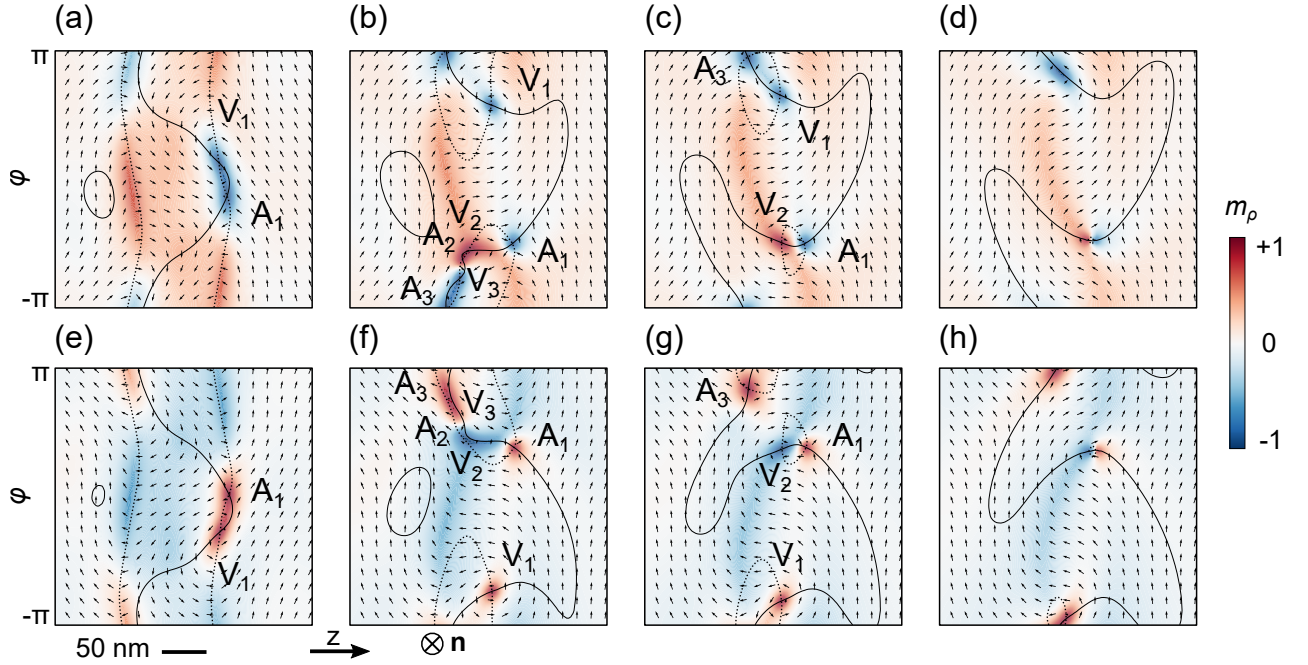 (a) (b) (c) (d)
π
φ
-π
V₁
A₁
V₁
V₂
A₂
A₁
A₃
V₃
A₃
V₁
V₂
A₁
mρ
+1
0
-1
(e) (f) (g) (h)
π
φ
-π
A₁
V₁
A₃
V₃
A₂
A₁
V₂
V₁
A₃
A₁
V₂
V₁
50 nm
z
n